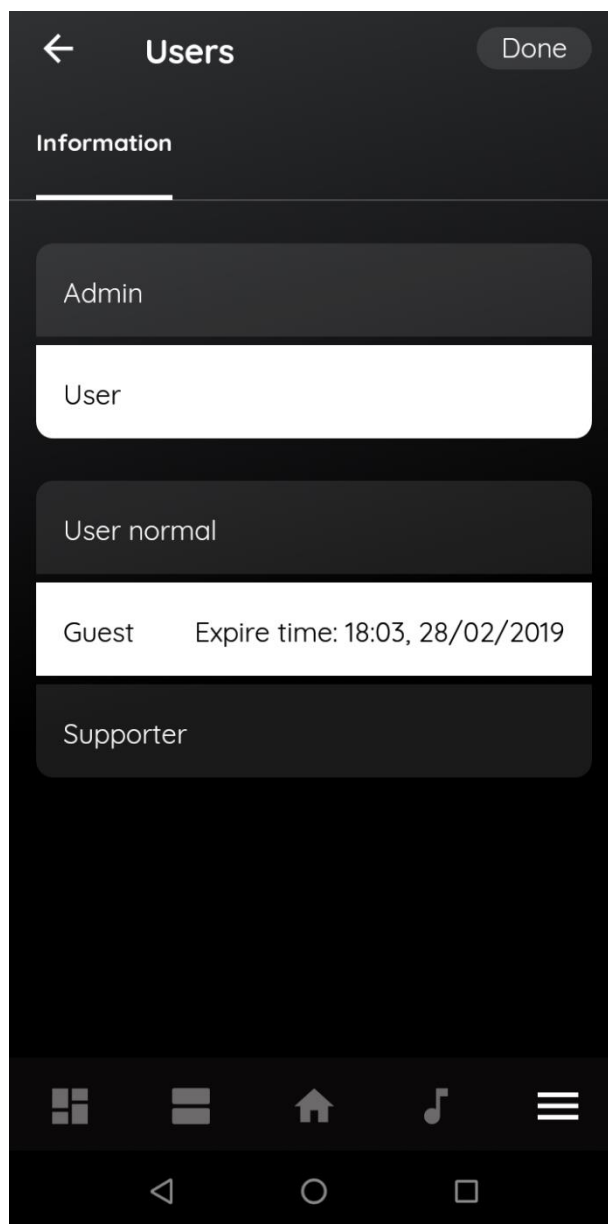 Users Done
Information
Admin
User
User normal
Guest Expire time: 18:03, 28/02/2019
Supporter